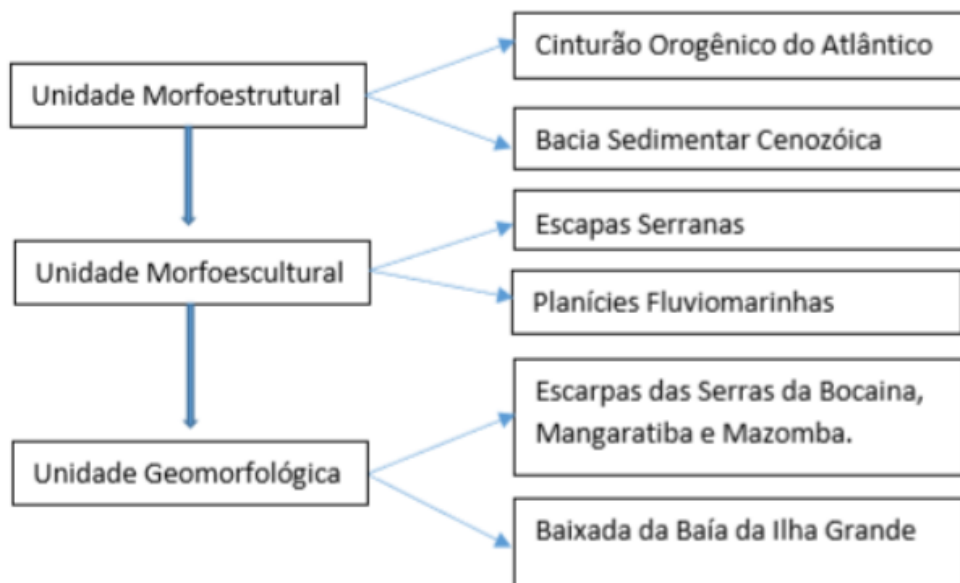 Cinturão Orogênico do Atlântico
Unidade Morfoestrutural
Bacia Sedimentar Cenozóica
Escapas Serranas
Unidade Morfoescultural
Planícies Fluviomarinhas
Escarpas das Serras da Bocaina,
Mangaratiba e Mazomba.
Unidade Geomorfológica
Baixada da Baía da Ilha Grande